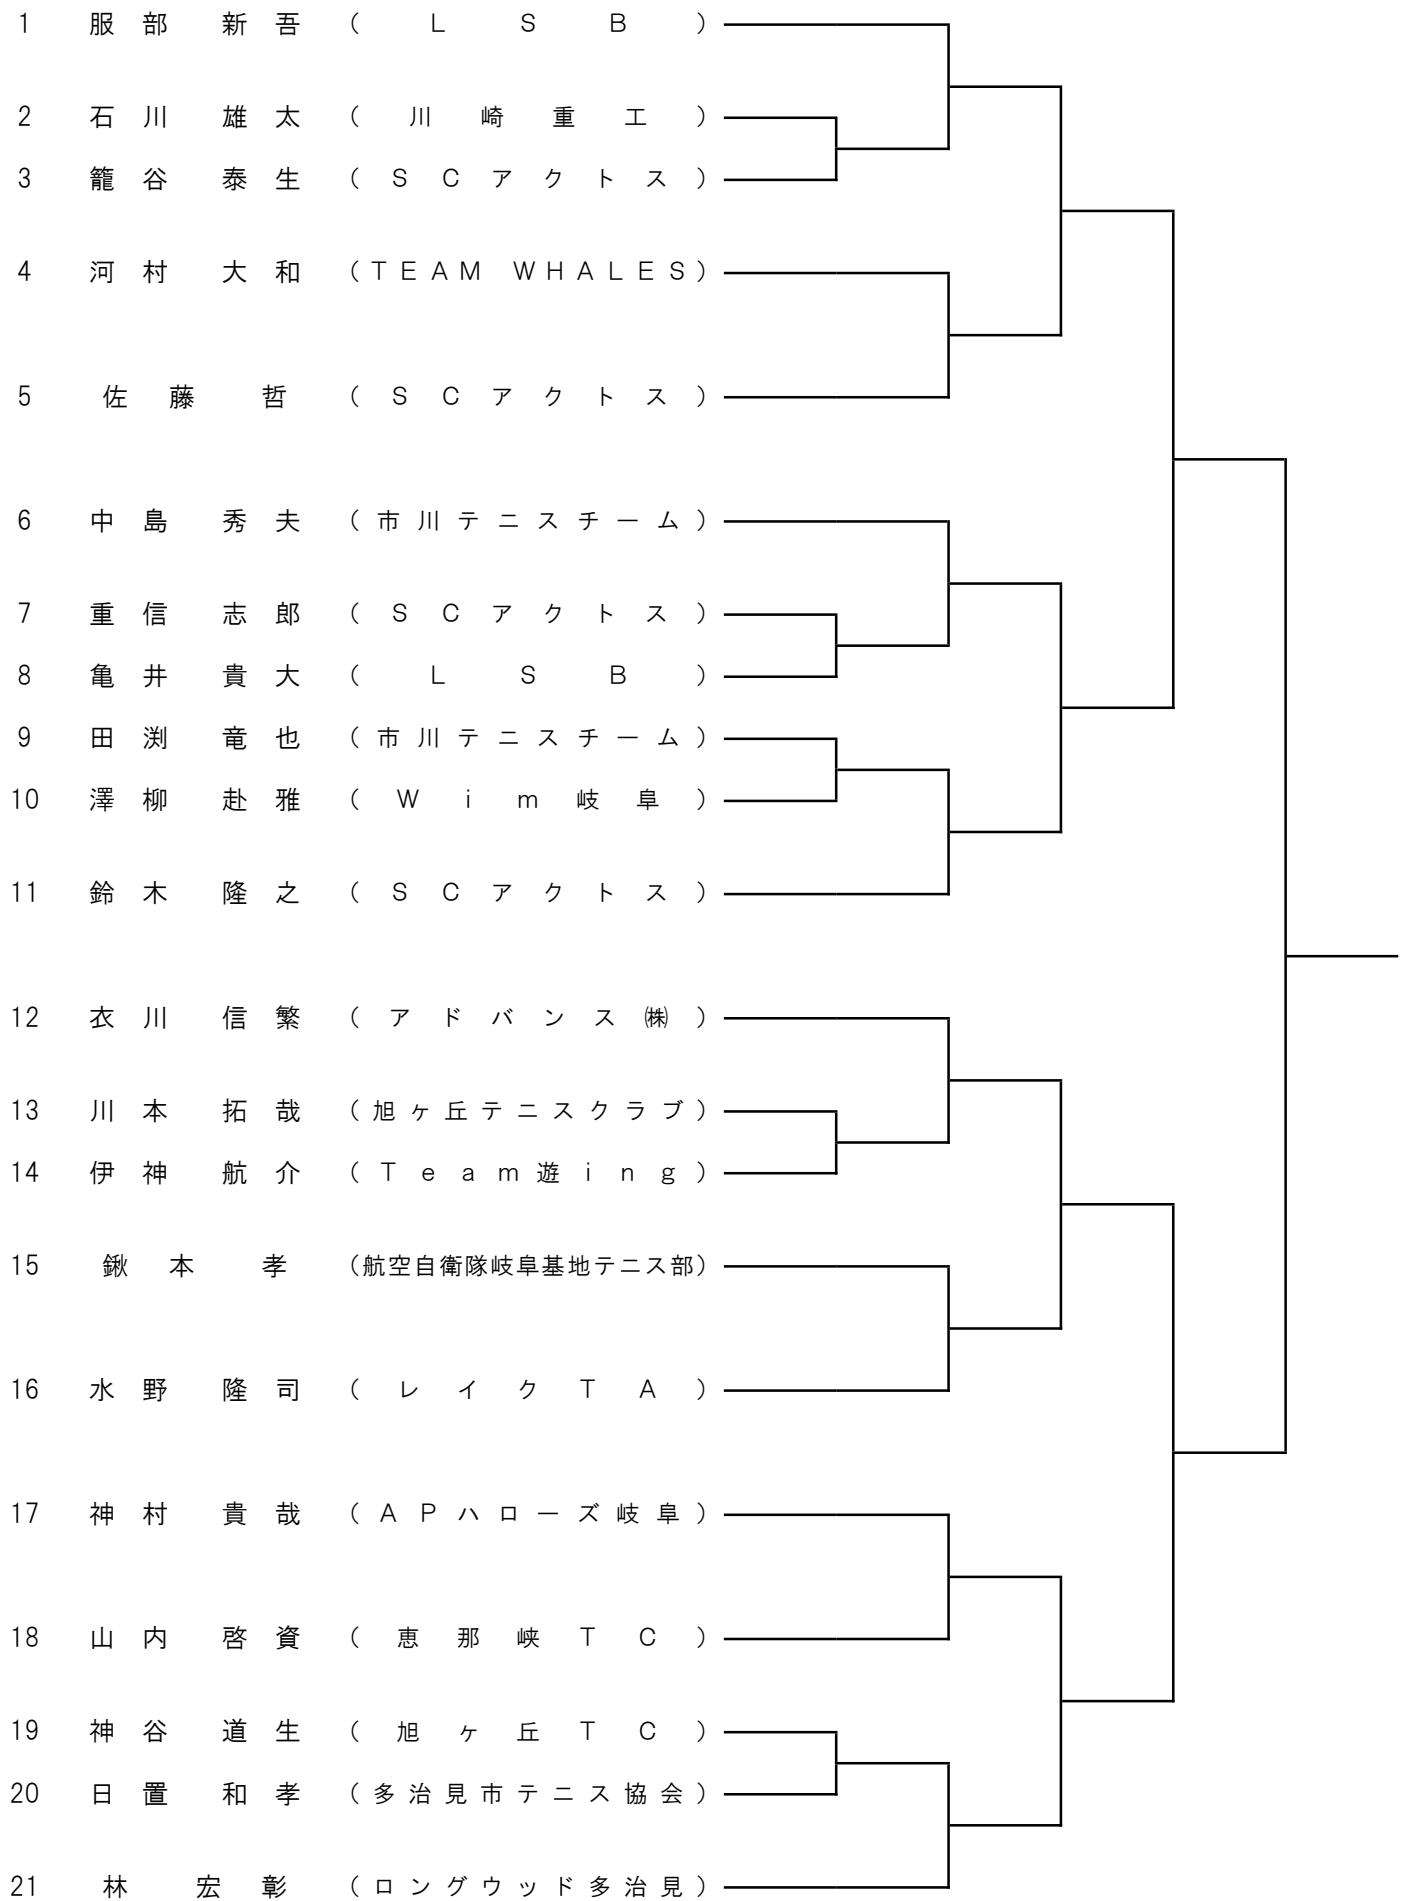 1 服部 新吾 （LSB）
2 石川 雄太 （川崎重工）
3 籠谷 泰生 （SCアクトス）
4 河村 大和 （TEAM WHALES）
5 佐藤 哲 （SCアクトス）
6 中島 秀夫 （市川テニスチーム）
7 重信 志郎 （SCアクトス）
8 亀井 貴大 （LSB）
9 田渕 竜也 （市川テニスチーム）
10 澤柳 赴雅 （Wim岐阜）
11 鈴木 隆之 （SCアクトス）
12 衣川 信繁 （アドバンス㈱）
13 川本 拓哉 （旭ヶ丘テニスクラブ）
14 伊神 航介 （Team遊ing）
15 鍬本 孝 （航空自衛隊岐阜基地テニス部）
16 水野 隆司 （レイクTA）
17 神村 貴哉 （APハローズ岐阜）
18 山内 啓資 （恵那峡TC）
19 神谷 道生 （旭ヶ丘TC）
20 日置 和孝 （多治見市テニス協会）
21 林 宏彰 （ロングウッド多治見）